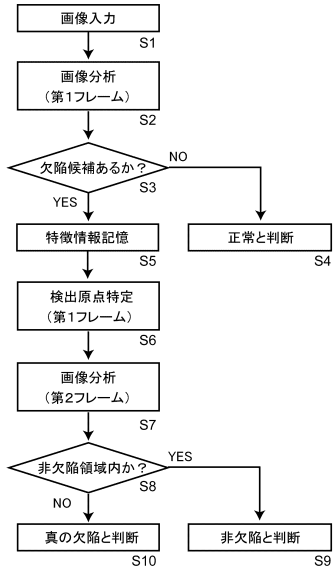 画像入力
S1
画像分析
(第1フレーム)
S2
欠陥候補あるか?
NO
S3
YES
特徴情報記憶
S5
正常と判断
S4
検出原点特定
(第1フレーム)
S6
画像分析
(第2フレーム)
S7
非欠陥領域内か?
YES
S8
NO
真の欠陥と判断
S10
非欠陥と判断
S9